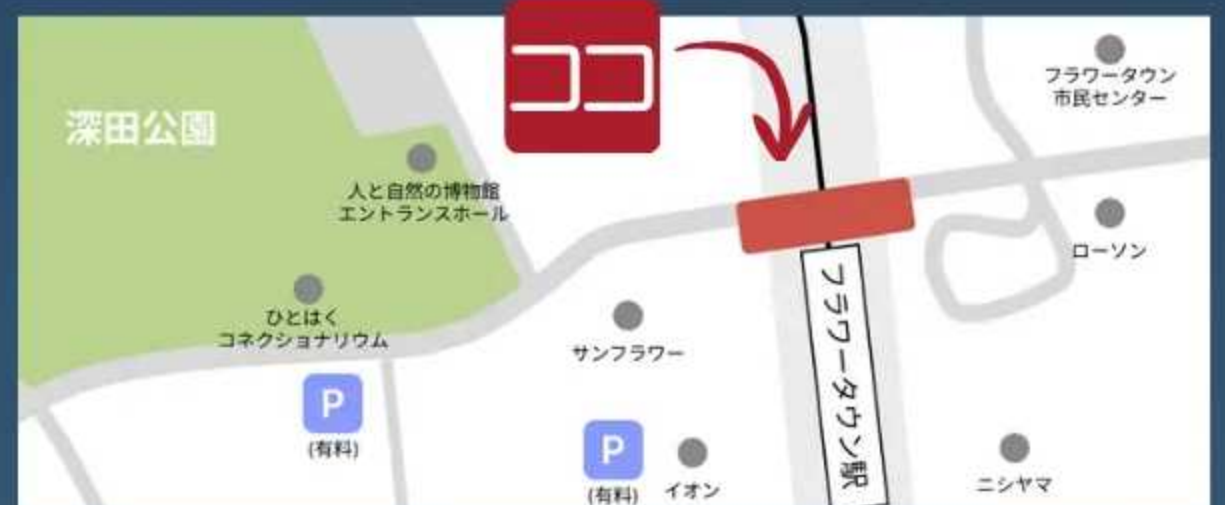 ココ
フラワータウン
市民センター
深田公園
人と自然の博物館
エントランスホール
ローソン
ひとはく
コネクショナリウム
サンフラワー
フラワータウン駅
P
(有料)
P
(有料)
イオン
ニシヤマ